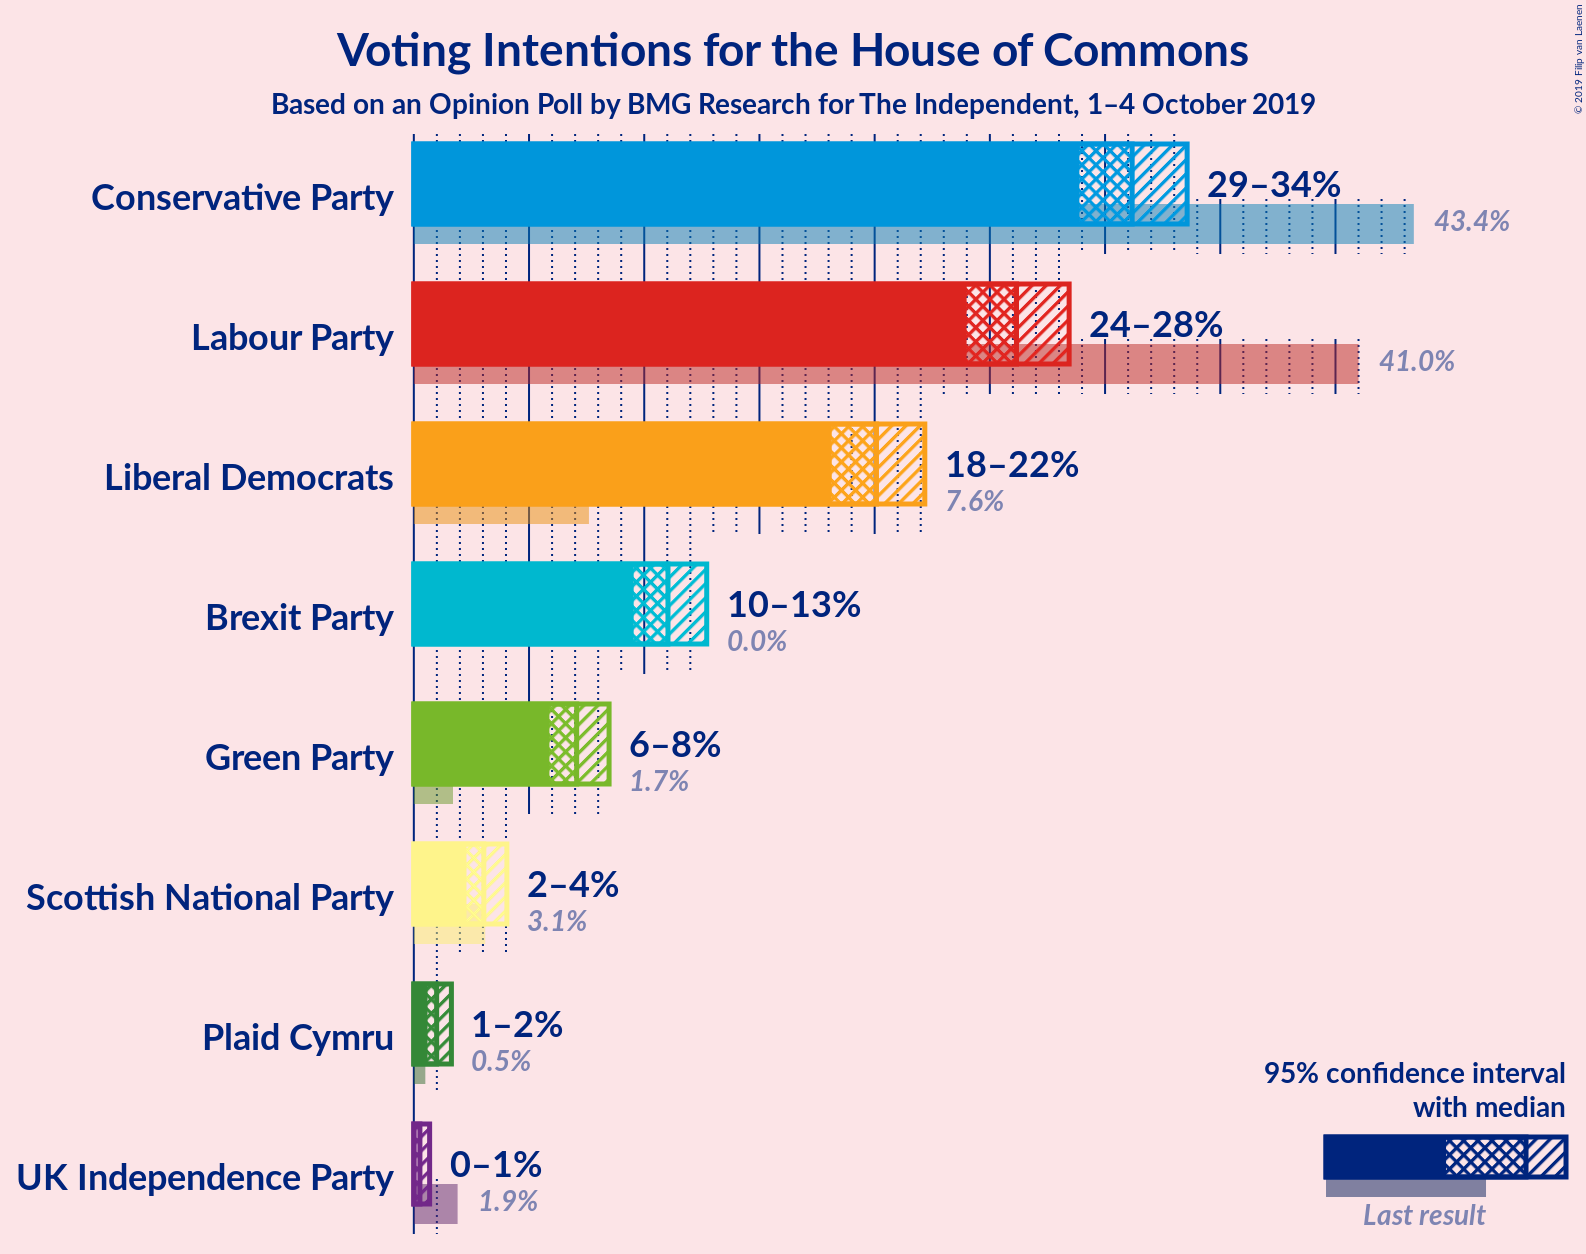 Voting Intentions for the House of Commons
Based on an Opinion Poll by BMG Research for The Independent, 1–4 October 2019
© 2019 Filip van Laenen
Conservative Party
29–34%
43.4%
Labour Party
24–28%
41.0%
Liberal Democrats
18–22%
7.6%
Brexit Party
10–13%
0.0%
Green Party
6–8%
1.7%
Scottish National Party
2–4%
3.1%
Plaid Cymru
1–2%
0.5%
UK Independence Party
0–1%
1.9%
95% confidence interval
with median
Last result